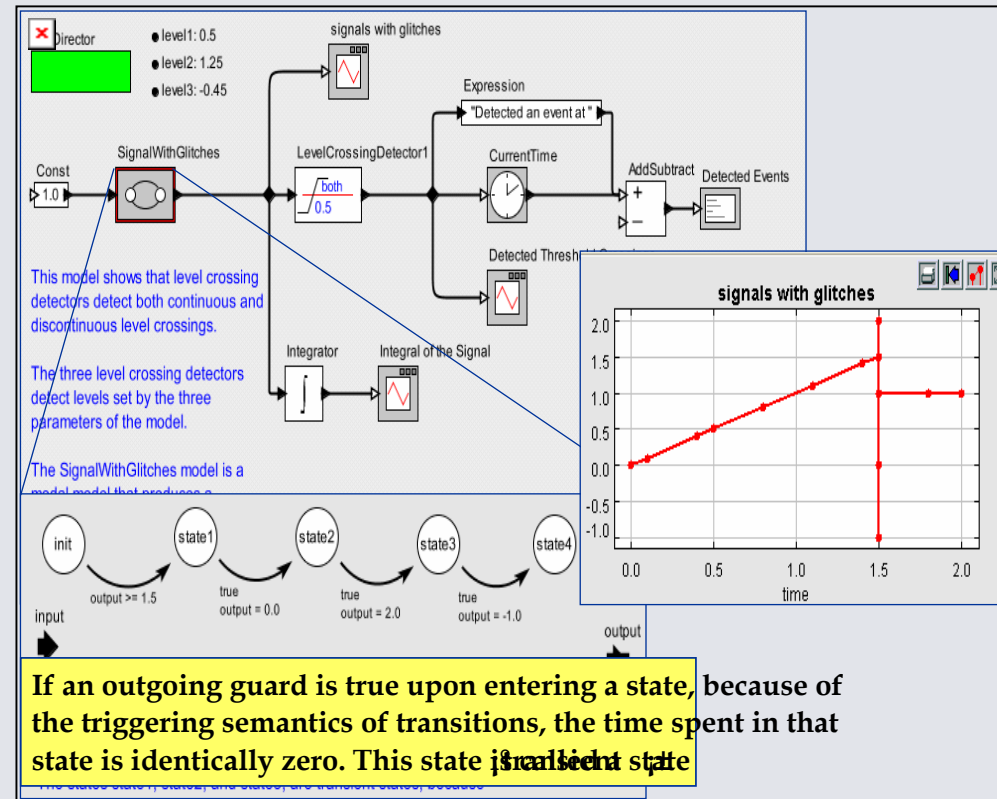 Director
level1: 0.5
level2: 1.25
level3: -0.45
signals with glitches
Expression
"Detected an event at "
Const
1.0
SignalWithGlitches
LevelCrossingDetector1
both
0.5
CurrentTime
AddSubtract
+
−
Detected Events
Detected
This model shows that level crossing
detectors detect both continuous and
discontinuous level crossings.
The three level crossing detectors
detect levels set by the three
parameters of the model.
The SignalWithGlitches model is a
modal model that produces a
Integrator
∫
Integral of the Signal
signals with glitches
2.0
1.5
1.0
0.5
0.0
-0.5
-1.0
0.0 0.5 1.0 1.5 2.0
time
init
state1
state2
state3
state4
output >= 1.5
true
output = 0.0
true
output = 2.0
true
output = -1.0
input
output
If an outgoing guard is true upon entering a state, because of
the triggering semantics of transitions, the time spent in that
state is identically zero. This state state